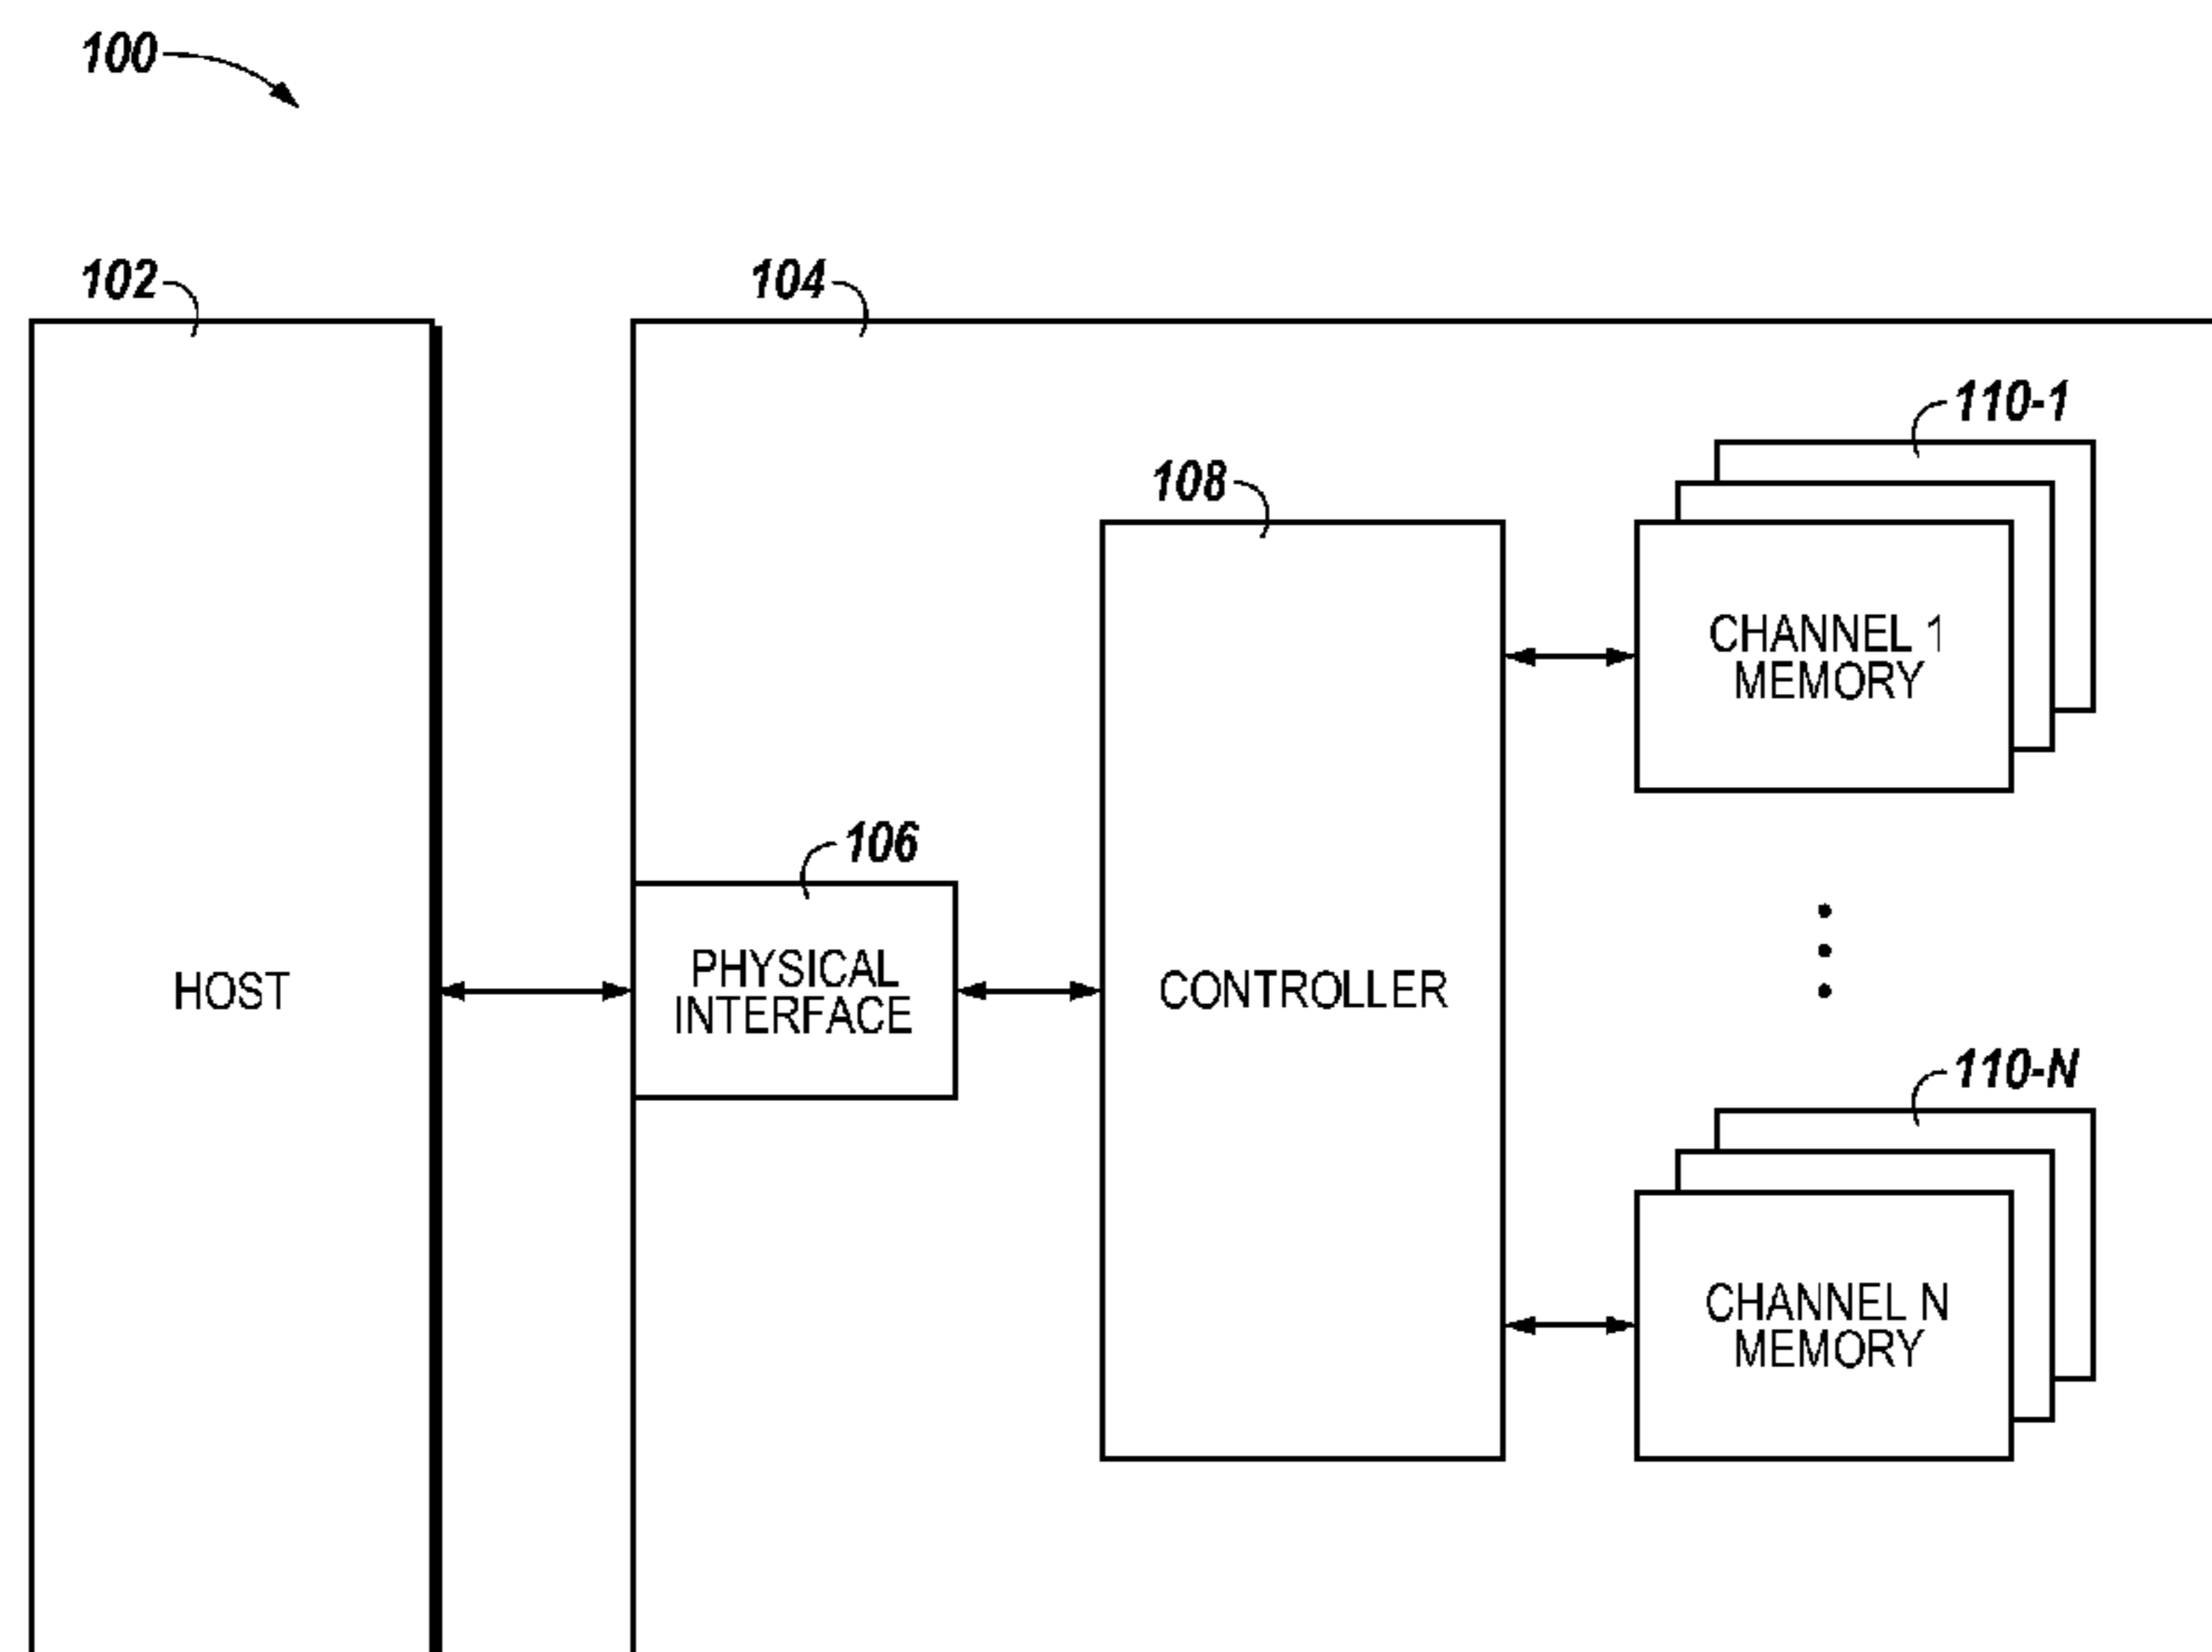 100
102
104
110-1
108
CHANNEL 1
MEMORY
106
PHYSICAL
INTERFACE
HOST
CONTROLLER
110-N
CHANNEL N
MEMORY